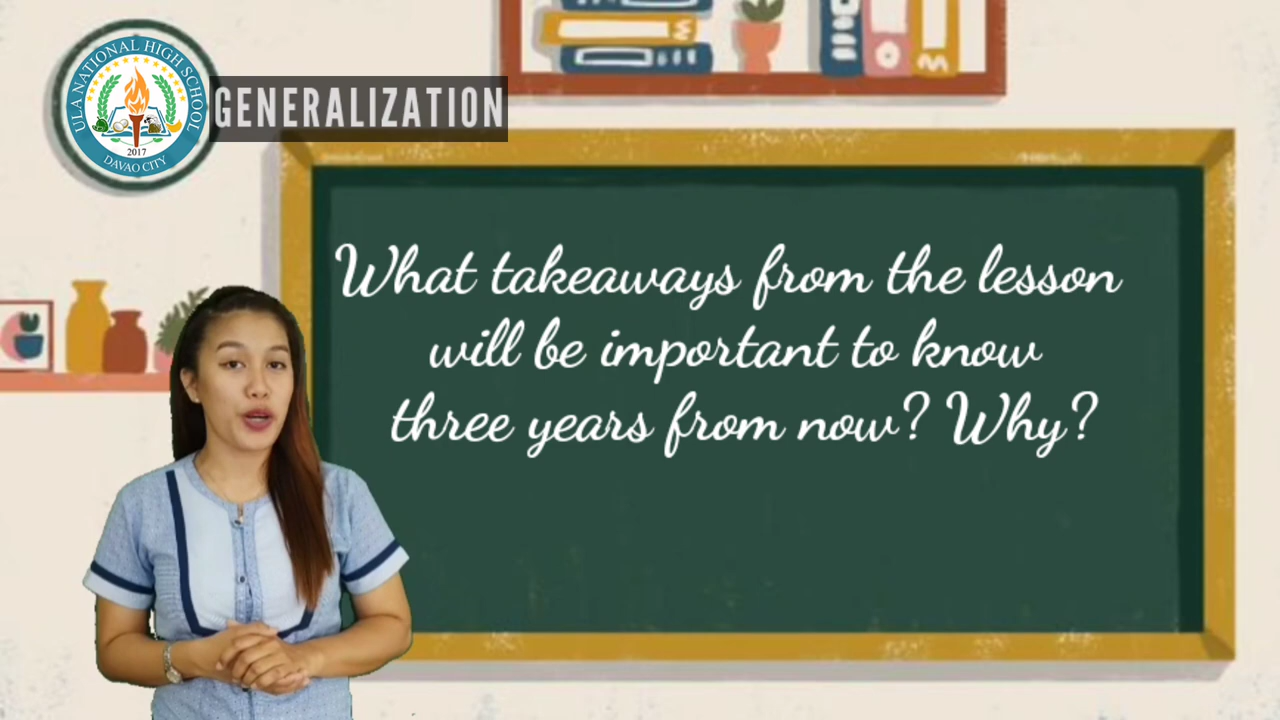 ULA NATIONAL HIGH SCHOOL
2017
DAVAO CITY
GENERALIZATION
What takeaways from the lesson
will be important to know
three years from now? Why?